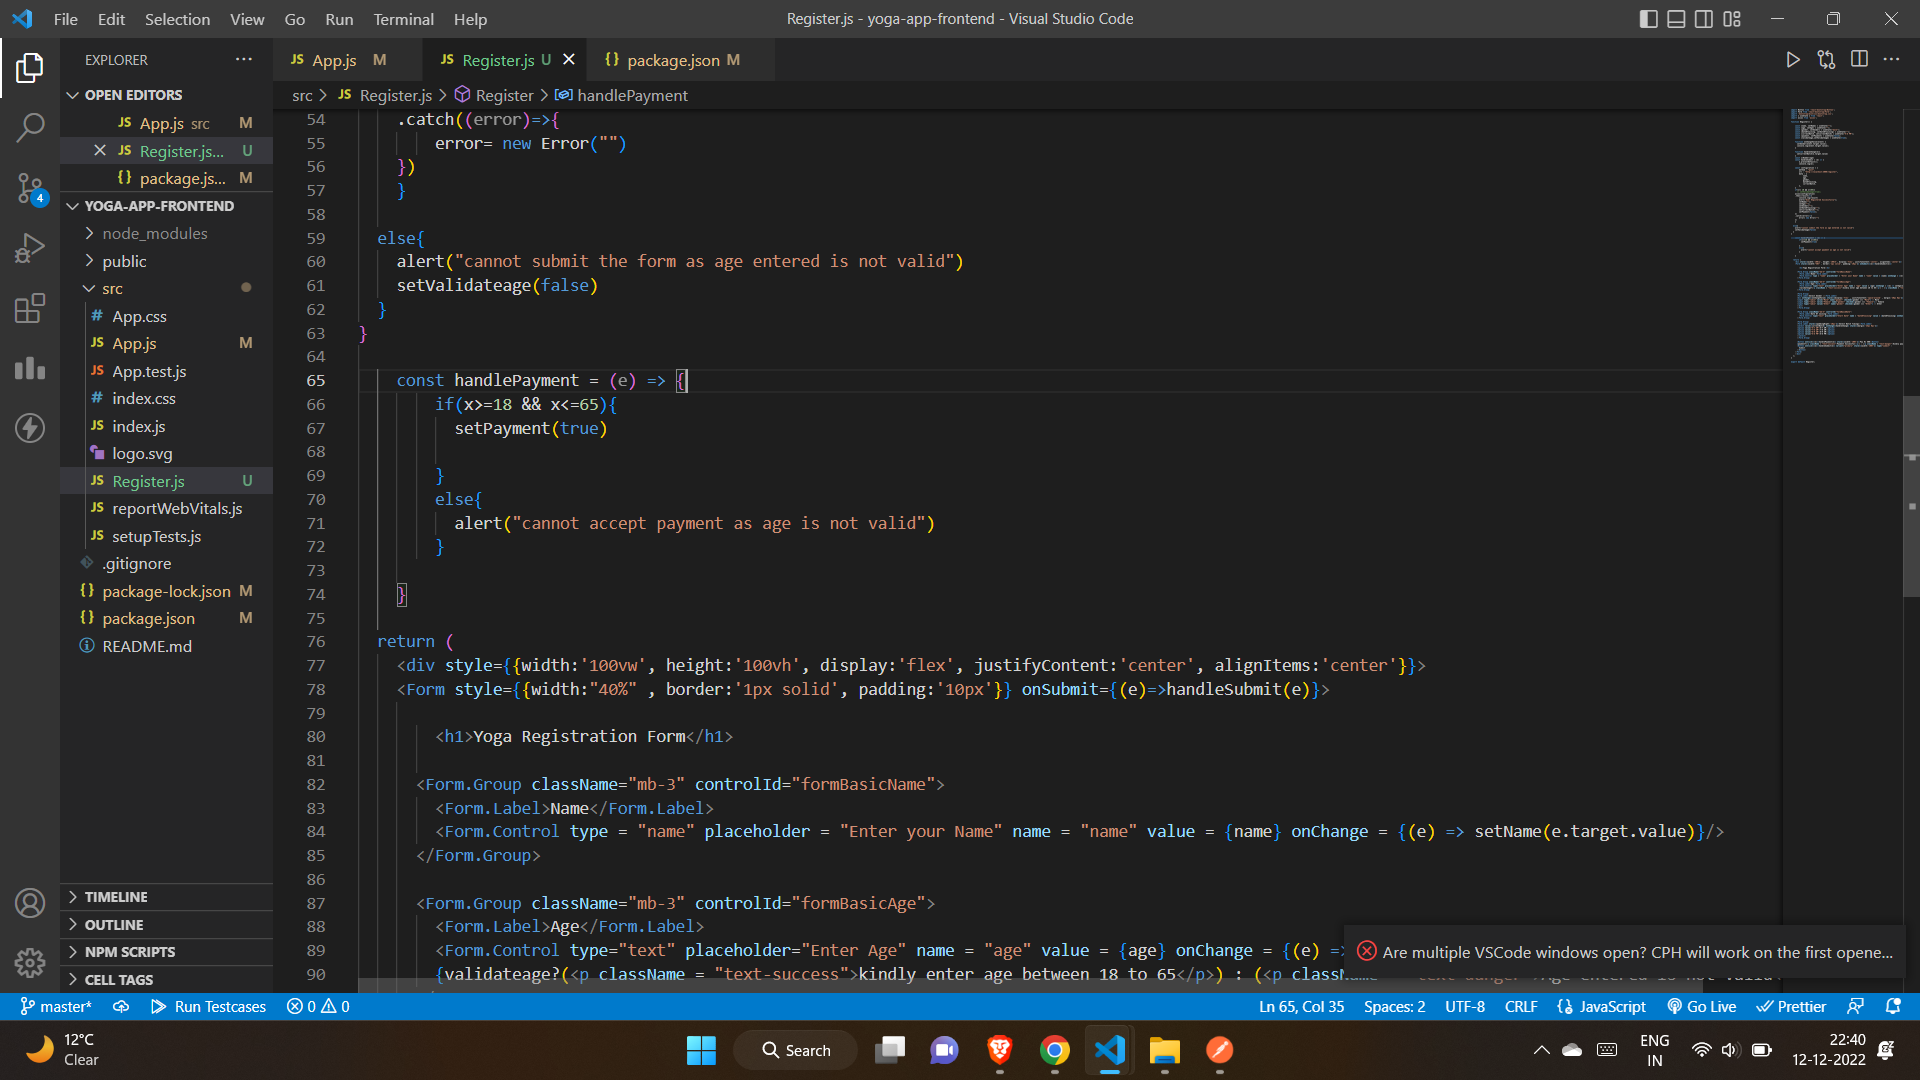 File Edit Selection View Go Run Terminal Help
Register.js - yoga-app-frontend - Visual Studio Code
EXPLORER ...
JS App.js M
JS Register.js U
{} package.json M
OPEN EDITORS
JS App.js src M
JS Register.js... U
{} package.js... M
YOGA-APP-FRONTEND
4
node_modules
public
src
# App.css
JS App.js M
JS App.test.js
# index.css
JS index.js
logo.svg
JS Register.js U
JS reportWebVitals.js
JS setupTests.js
.gitignore
{} package-lock.json M
{} package.json M
README.md
TIMELINE
OUTLINE
NPM SCRIPTS
CELL TAGS
src > JS Register.js > Register > handlePayment
54 .catch((error)=>{
55 error= new Error("")
56 })
57 }
58
59 else{
60 alert("cannot submit the form as age entered is not valid")
61 setValidateage(false)
62 }
63 }
64
65 const handlePayment = (e) => {
66 if(x>=18 && x<=65){
67 setPayment(true)
68
69 }
70 else{
71 alert("cannot accept payment as age is not valid")
72 }
73
74 }
75
76 return (
77 <div style={{width:'100vw', height:'100vh', display:'flex', justifyContent:'center', alignItems:'center'}}>
78 <Form style={{width:"40%" , border:'1px solid', padding:'10px'}} onSubmit={(e)=>handleSubmit(e)}>
79
80 <h1>Yoga Registration Form</h1>
81
82 <Form.Group className="mb-3" controlId="formBasicName">
83 <Form.Label>Name</Form.Label>
84 <Form.Control type = "name" placeholder = "Enter your Name" name = "name" value = {name} onChange = {(e) => setName(e.target.value)}/>
85 </Form.Group>
86
87 <Form.Group className="mb-3" controlId="formBasicAge">
88 <Form.Label>Age</Form.Label>
89 <Form.Control type="text" placeholder="Enter Age" name = "age" value = {age} onChange = {(e) =>
90 {validateage?(<p className = "text-success">kindly enter age between 18 to 65</p>) : (<p
Are multiple VSCode windows open? CPH will work on the first opene...
master* Run Testcases 0 0
Ln 65, Col 35 Spaces: 2 UTF-8 CRLF {} JavaScript Go Live Prettier
12°C
Clear
Search
ENG
IN
22:40
12-12-2022